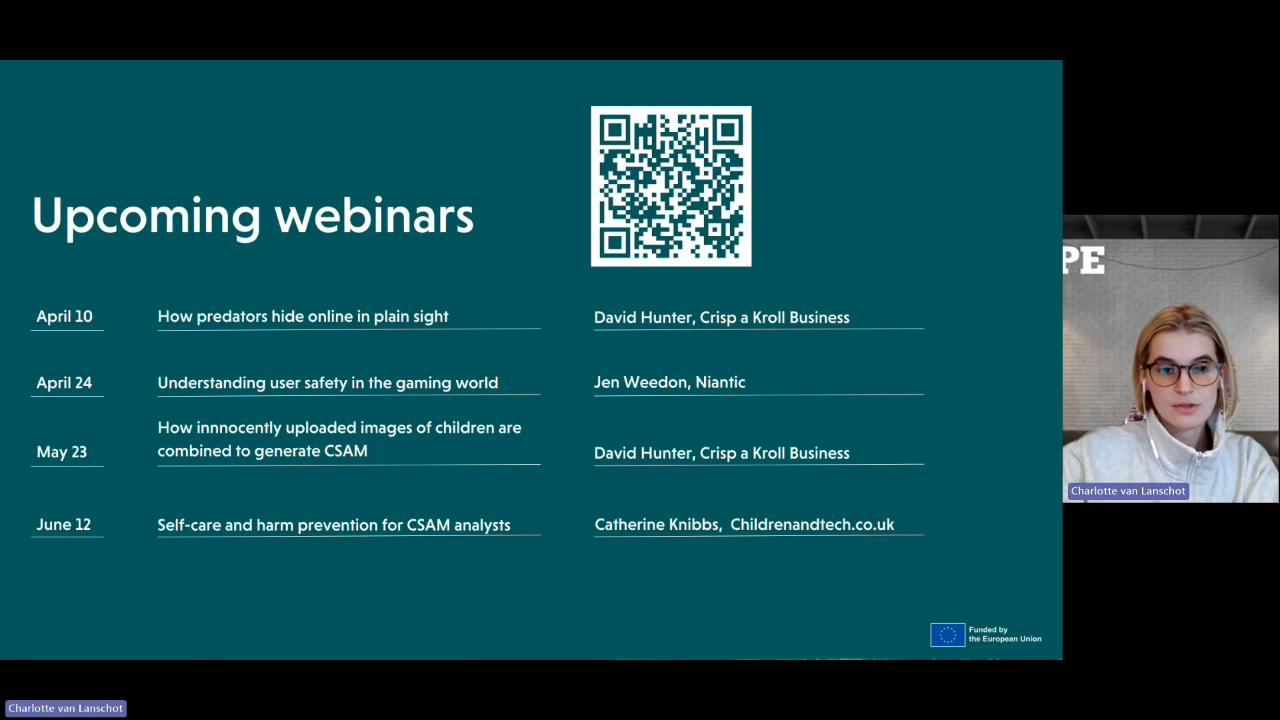 Upcoming webinars
April 10
How predators hide online in plain sight
David Hunter, Crisp a Kroll Business
April 24
Understanding user safety in the gaming world
Jen Weedon, Niantic
May 23
How innnocently uploaded images of children are
combined to generate CSAM
David Hunter, Crisp a Kroll Business
June 12
Self-care and harm prevention for CSAM analysts
Catherine Knibbs, Childrenandtech.co.uk
Funded by
the European Union
PE
Charlotte van Lanschot
Charlotte van Lanschot